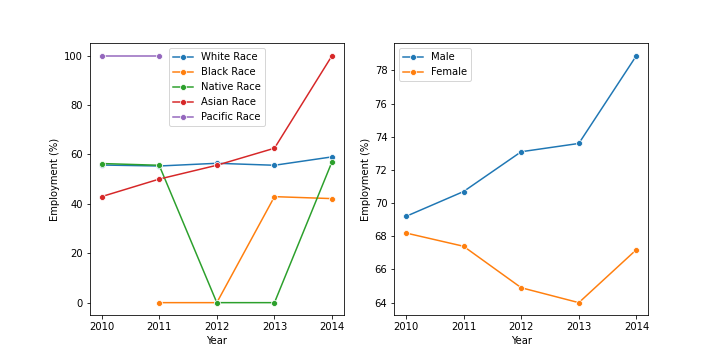 White Race
Black Race
Native Race
Asian Race
Pacific Race
100
80
60
40
20
0
Employment (%)
2010 2011 2012 2013 2014
Year
Male
Female
78
76
74
72
70
68
66
64
Employment (%)
2010 2011 2012 2013 2014
Year